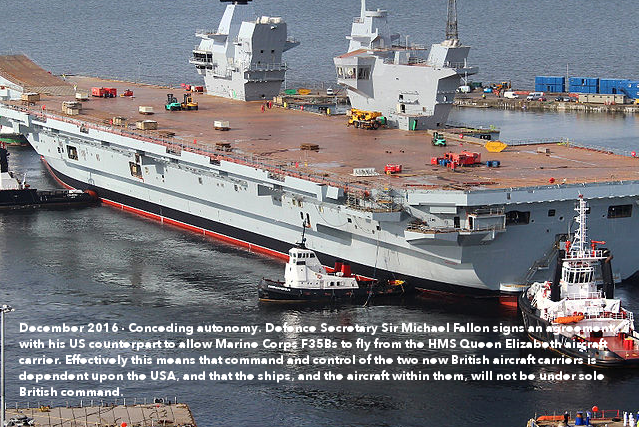 December 2016 - Conceding autonomy. Defence Secretary Sir Michael Fallon signs an agreement
with his US counterpart to allow Marine Corps F35Bs to fly from the HMS Queen Elizabeth aircraft
carrier. Effectively this means that command and control of the two new British aircraft carriers is
dependent upon the USA, and that the ships, and the aircraft within them, will not be under sole
British command.